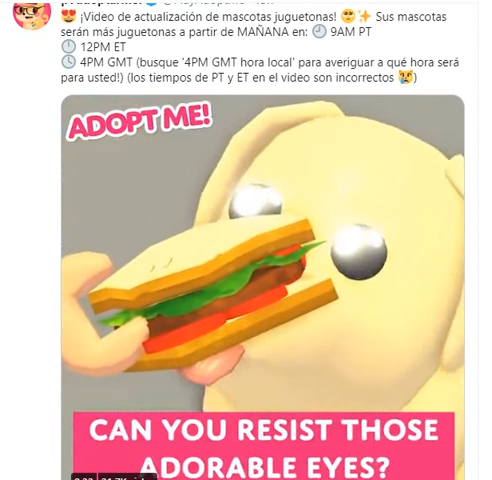 😍 ¡Video de actualización de mascotas juguetonas! 🥺✨ Sus mascotas
serán más juguetonas a partir de MAÑANA en: 🕘 9AM PT
🕛 12PM ET
🕓 4PM GMT (busque '4PM GMT hora local' para averiguar a qué hora será
para usted!) (los tiempos de PT y ET en el video son incorrectos 😿)
ADOPT ME!
CAN YOU RESIST THOSE
ADORABLE EYES?